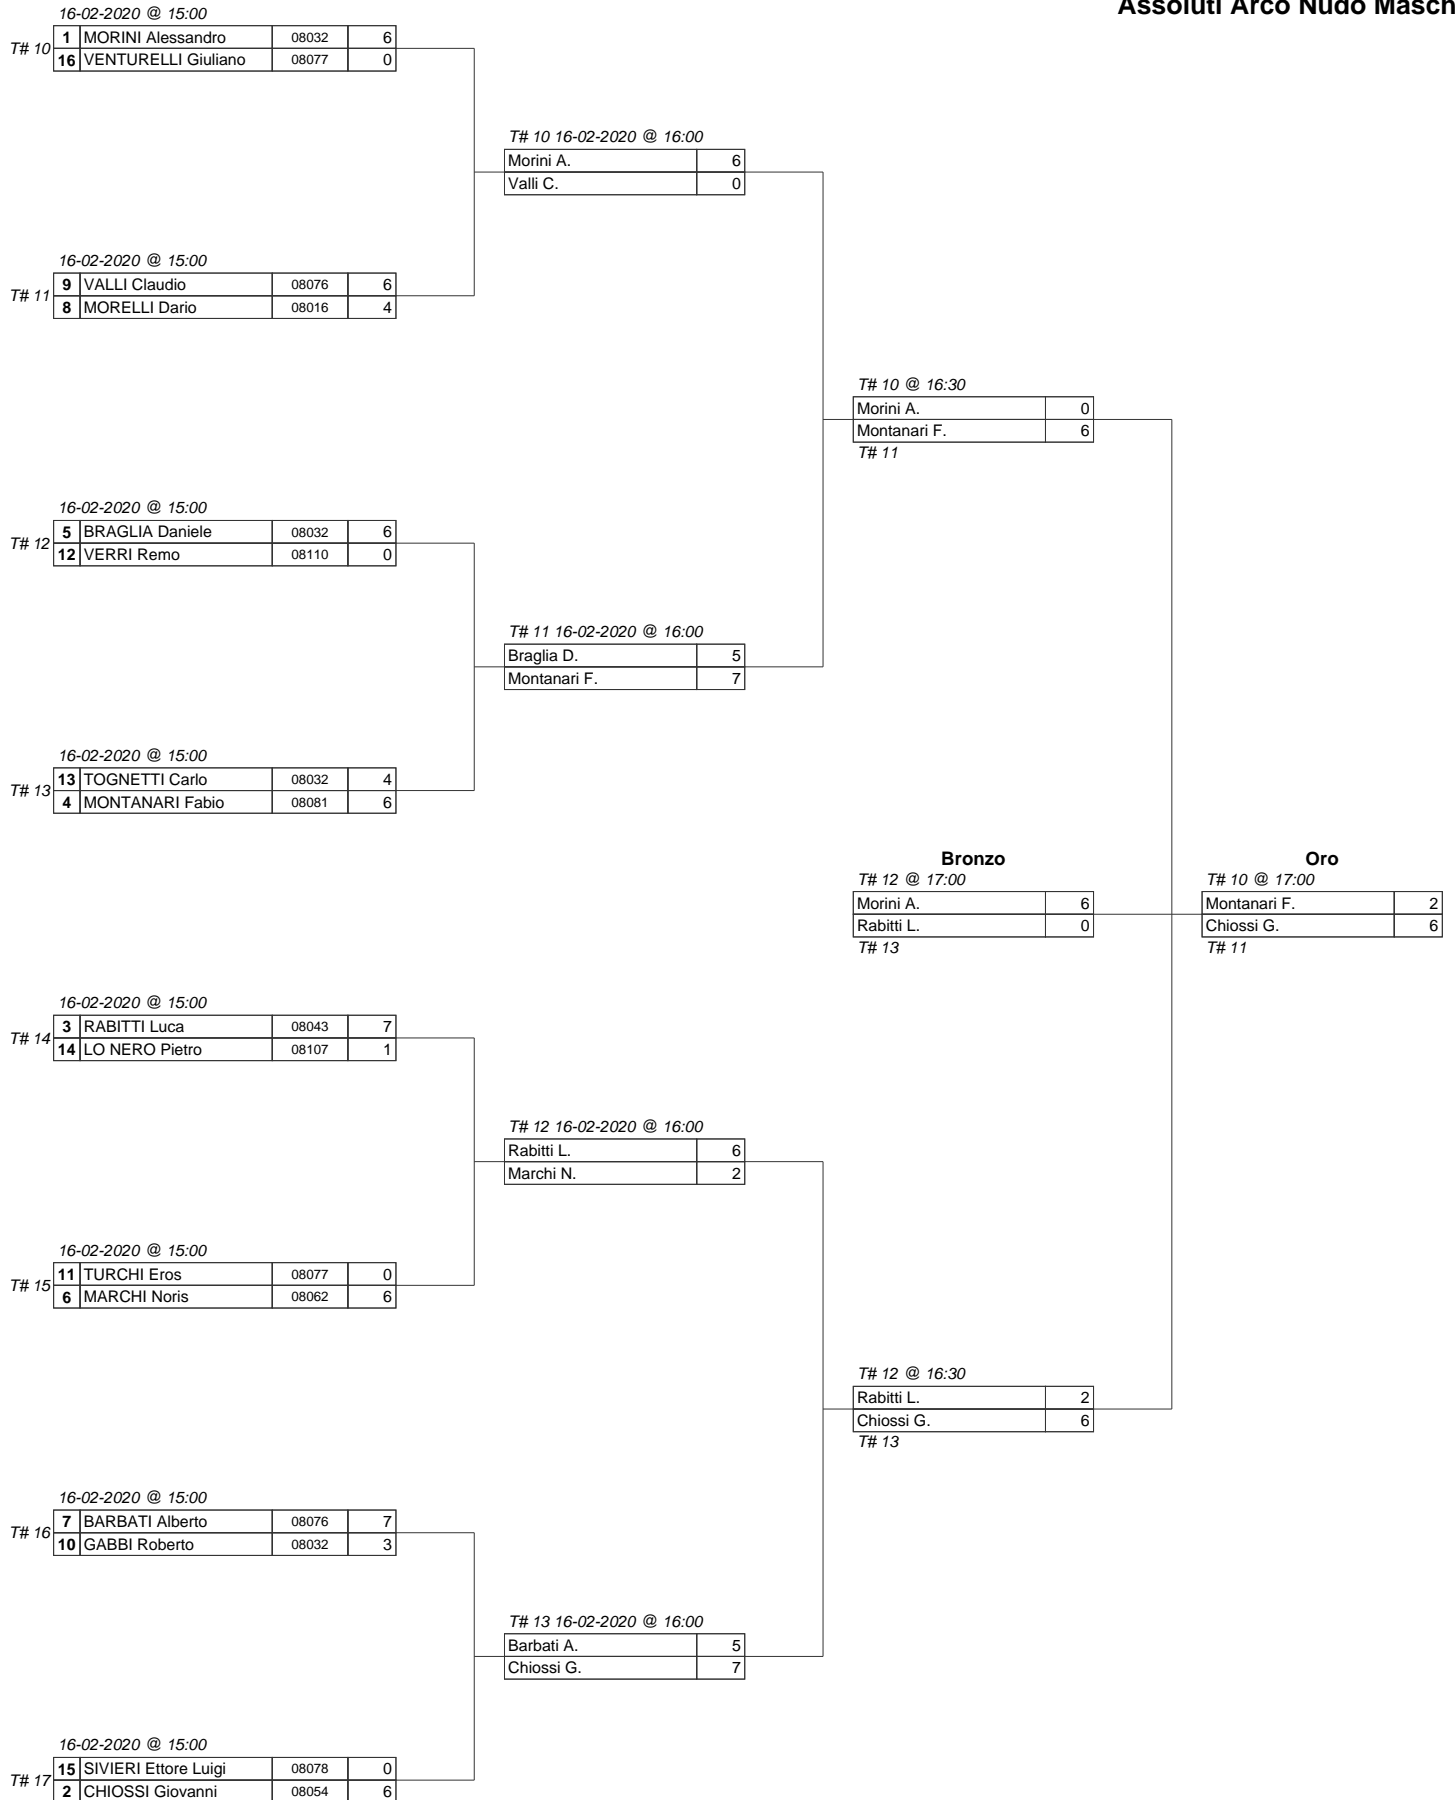 Assoluti Arco Nudo Masch
16-02-2020 @ 15:00
T# 10
1 MORINI Alessandro 08032 6
16 VENTURELLI Giuliano 08077 0
T# 10 16-02-2020 @ 16:00
Morini A. 6
Valli C. 0
16-02-2020 @ 15:00
T# 11
9 VALLI Claudio 08076 6
8 MORELLI Dario 08016 4
T# 10 @ 16:30
Morini A. 0
Montanari F. 6
T# 11
16-02-2020 @ 15:00
T# 12
5 BRAGLIA Daniele 08032 6
12 VERRI Remo 08110 0
T# 11 16-02-2020 @ 16:00
Braglia D. 5
Montanari F. 7
16-02-2020 @ 15:00
T# 13
13 TOGNETTI Carlo 08032 4
4 MONTANARI Fabio 08081 6
Bronzo
T# 12 @ 17:00
Morini A. 6
Rabitti L. 0
T# 13
Oro
T# 10 @ 17:00
Montanari F. 2
Chiossi G. 6
T# 11
16-02-2020 @ 15:00
T# 14
3 RABITTI Luca 08043 7
14 LO NERO Pietro 08107 1
T# 12 16-02-2020 @ 16:00
Rabitti L. 6
Marchi N. 2
16-02-2020 @ 15:00
T# 15
11 TURCHI Eros 08077 0
6 MARCHI Noris 08062 6
T# 12 @ 16:30
Rabitti L. 2
Chiossi G. 6
T# 13
16-02-2020 @ 15:00
T# 16
7 BARBATI Alberto 08076 7
10 GABBI Roberto 08032 3
T# 13 16-02-2020 @ 16:00
Barbati A. 5
Chiossi G. 7
16-02-2020 @ 15:00
T# 17
15 SIVIERI Ettore Luigi 08078 0
2 CHIOSSI Giovanni 08054 6